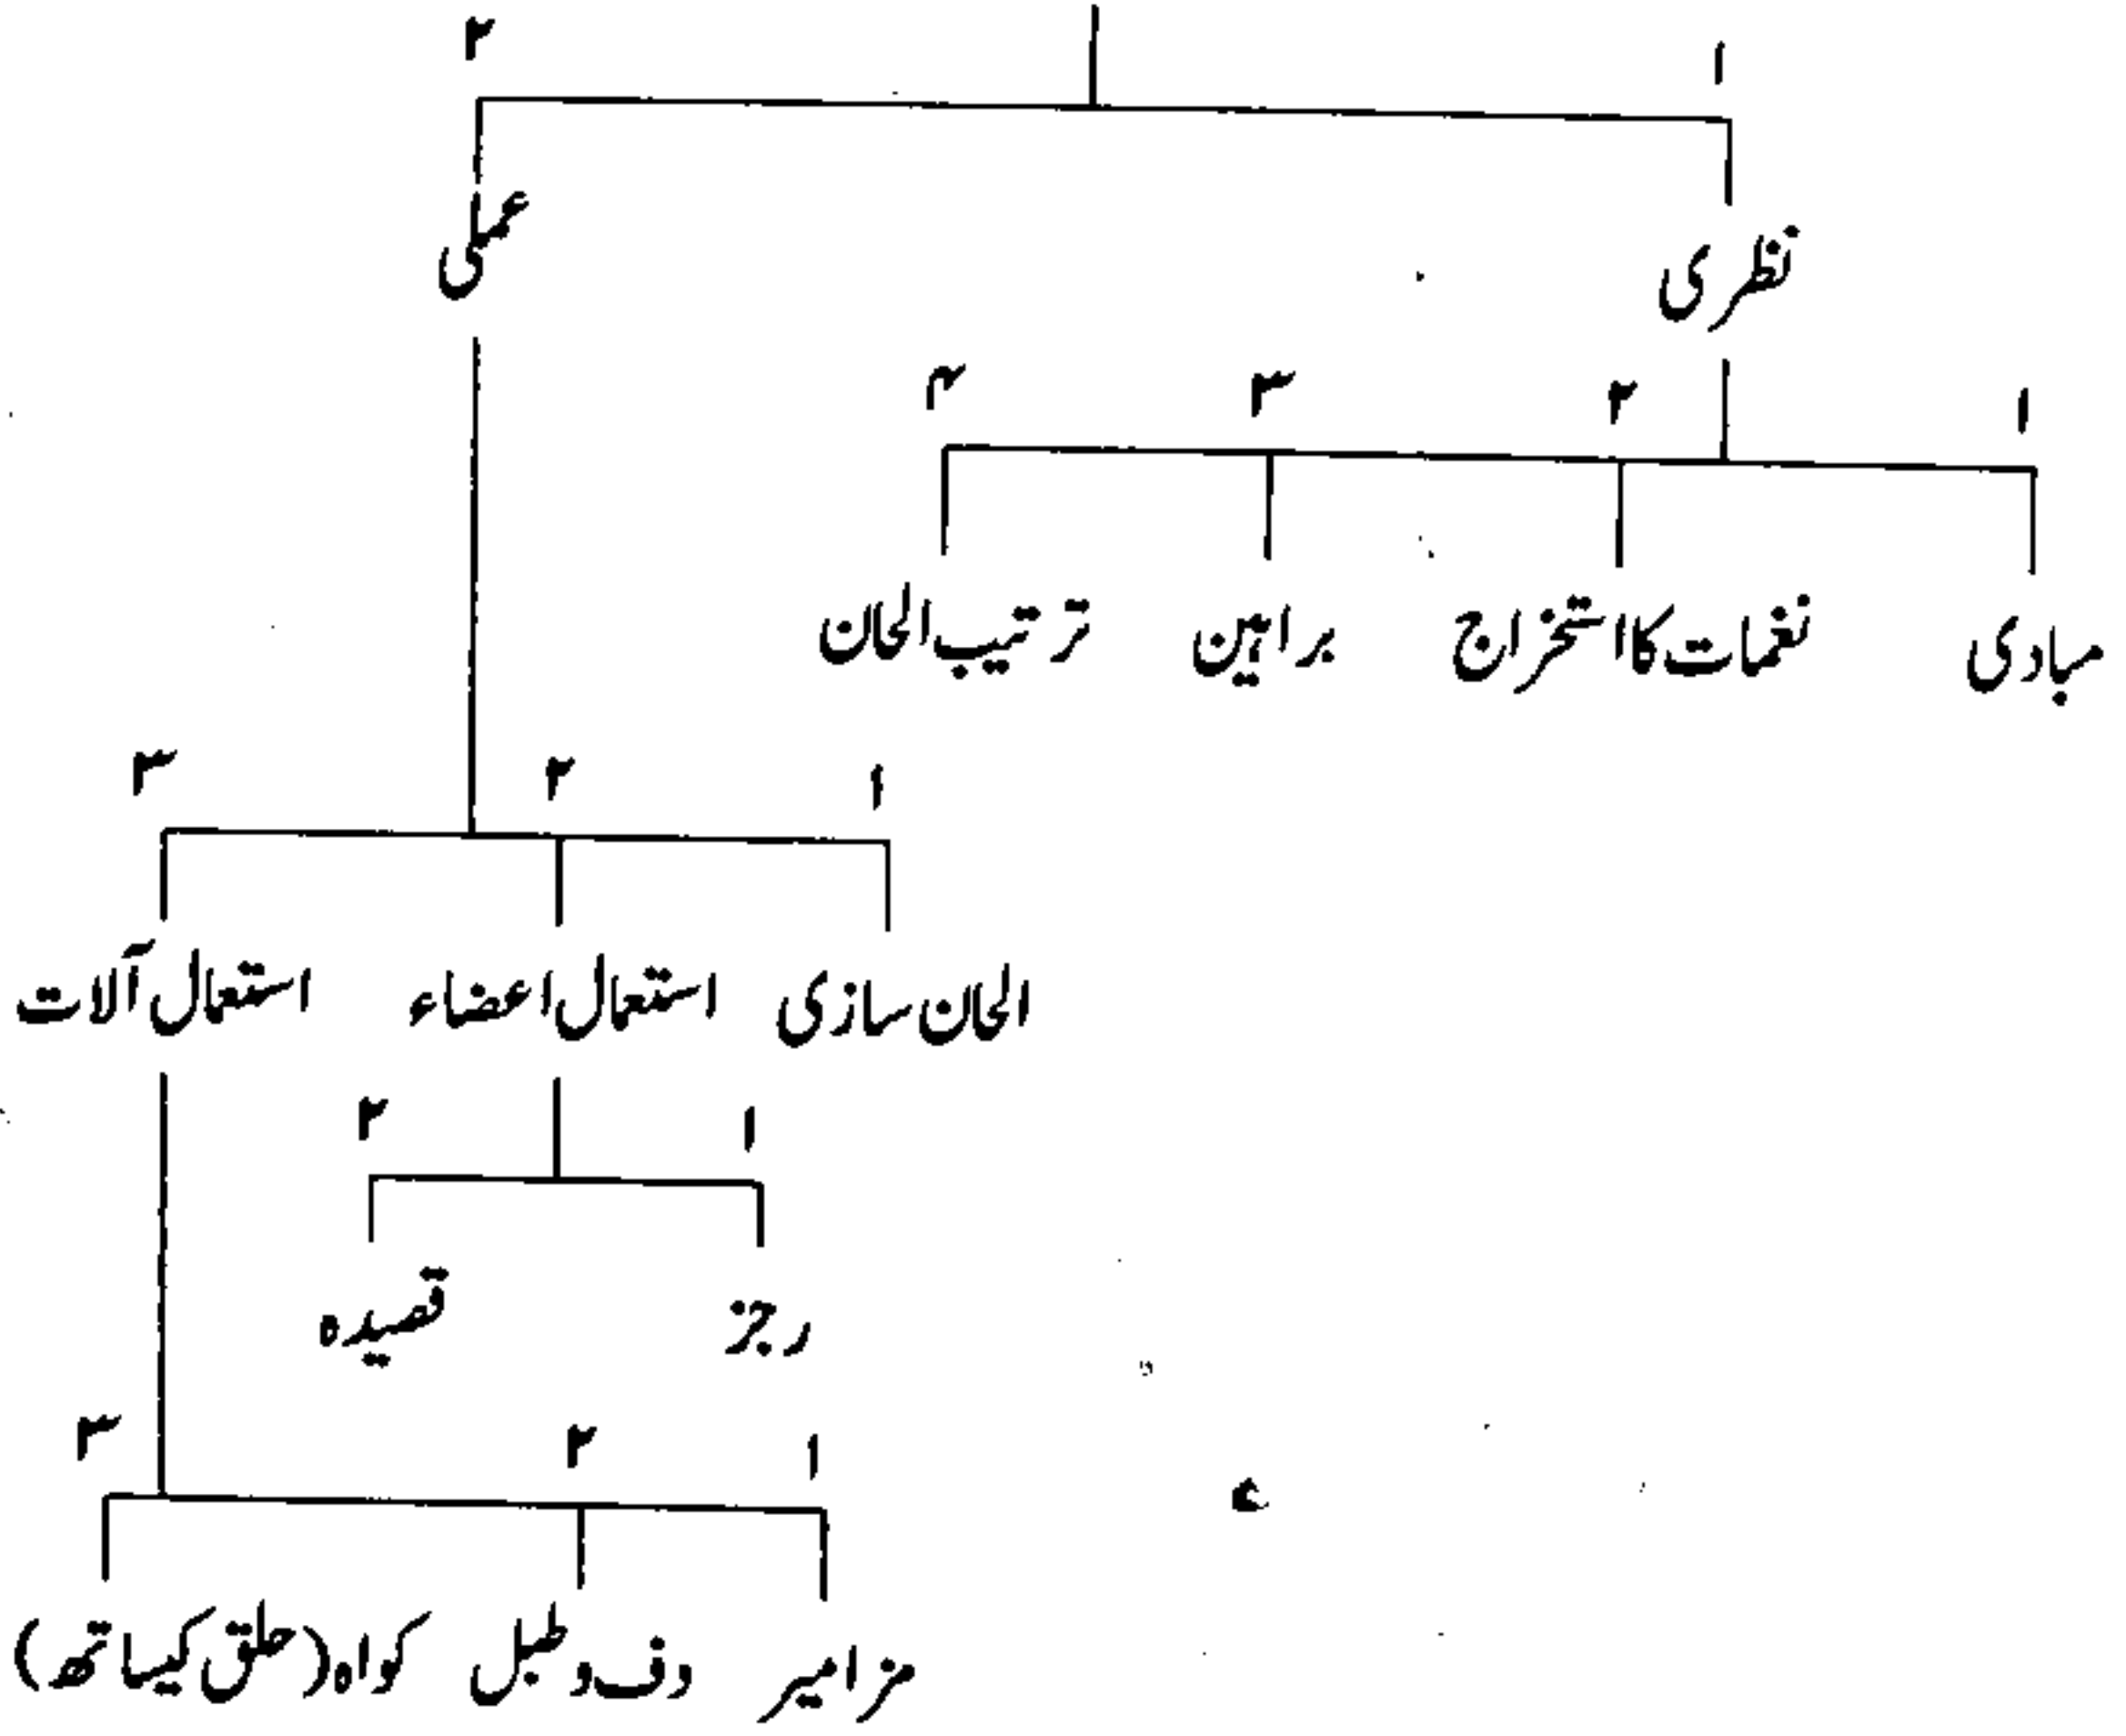 ۱ ۲
نظری عملی
۱ ۲ ۳ ۴
مبادی نغمات کا استخراج براہین ترتیب الحان
۱ ۲ ۳
الحان سازی استعمال اعضاء استعمال آلات
۱ ۲
رجز قصیدہ
۱ ۲ ۳
مزامیر دف و طبل کواہ (حلق کیساتھ)